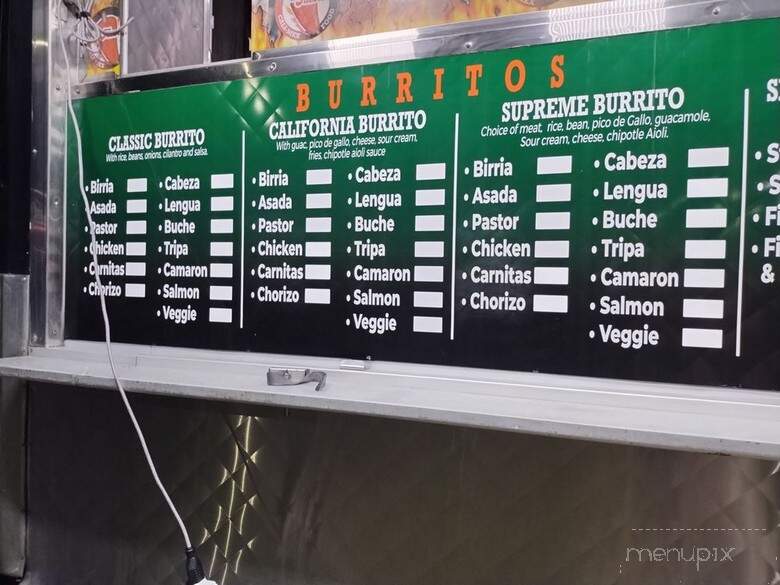 BURRITOS
CLASSIC BURRITO
With rice, beans, onions, cilantro and salsa.
• Birria
• Asada
• Pastor
• Chicken
• Carnitas
• Chorizo
• Cabeza
• Lengua
• Buche
• Tripa
• Camaron
• Salmon
• Veggie
CALIFORNIA BURRITO
With guac, pico de gallo, cheese, sour cream,
fries, chipotle aioli sauce
• Birria
• Asada
• Pastor
• Chicken
• Carnitas
• Chorizo
• Cabeza
• Lengua
• Buche
• Tripa
• Camaron
• Salmon
• Veggie
SUPREME BURRITO
Choice of meat, rice, bean, pico de Gallo, guacamole,
Sour cream, cheese, chipotle Aioli.
• Birria
• Asada
• Pastor
• Chicken
• Carnitas
• Chorizo
• Cabeza
• Lengua
• Buche
• Tripa
• Camaron
• Salmon
• Veggie
&
menupix